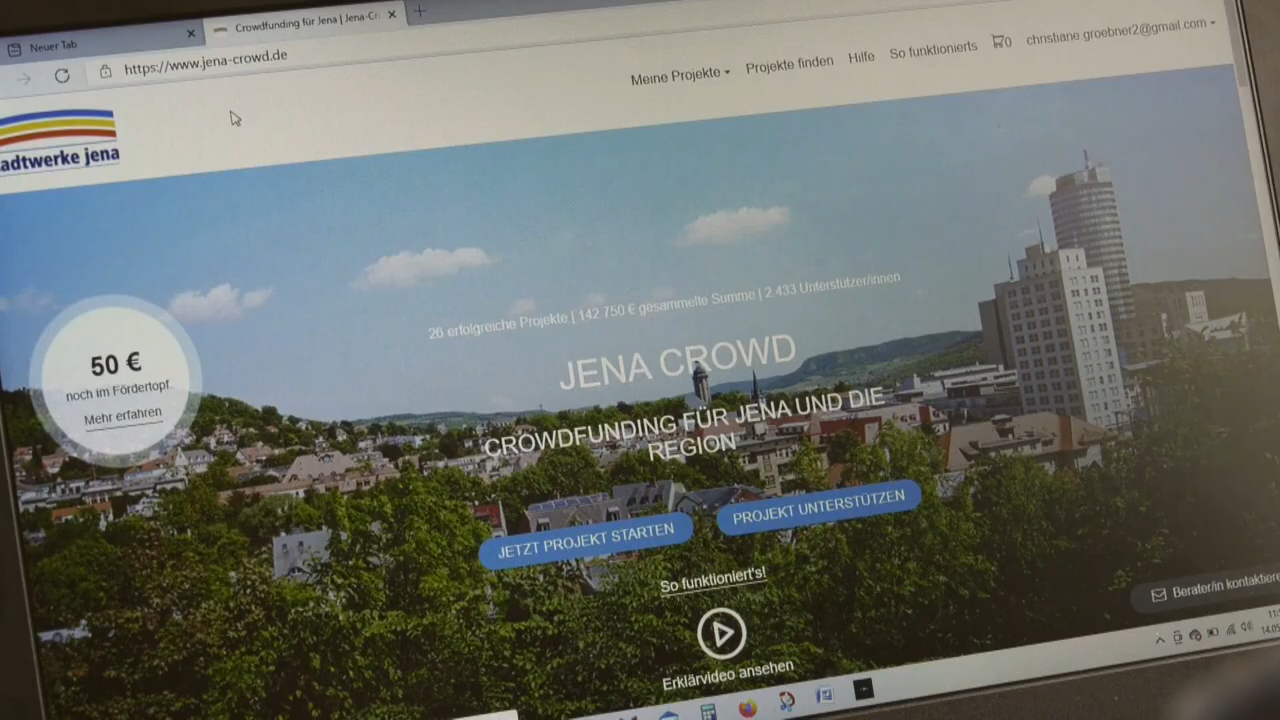 Neuer Tab
Crowdfunding für Jena | Jena-Cr
https://www.jena-crowd.de
Meine Projekte
Projekte finden
Hilfe
So funktionierts
0
christiane.groebner2@gmail.com
adtwerke jena
26 erfolgreiche Projekte | 142 750 € gesammelte Summe | 2 433 Unterstützer/innen
JENA CROWD
CROWDFUNDING FÜR JENA UND DIE
REGION
50 €
noch im Fördertopf.
Mehr erfahren
JETZT PROJEKT STARTEN
PROJEKT UNTERSTÜTZEN
So funktioniert's!
Erklärvideo ansehen
Berater/in kontaktiere
14.05